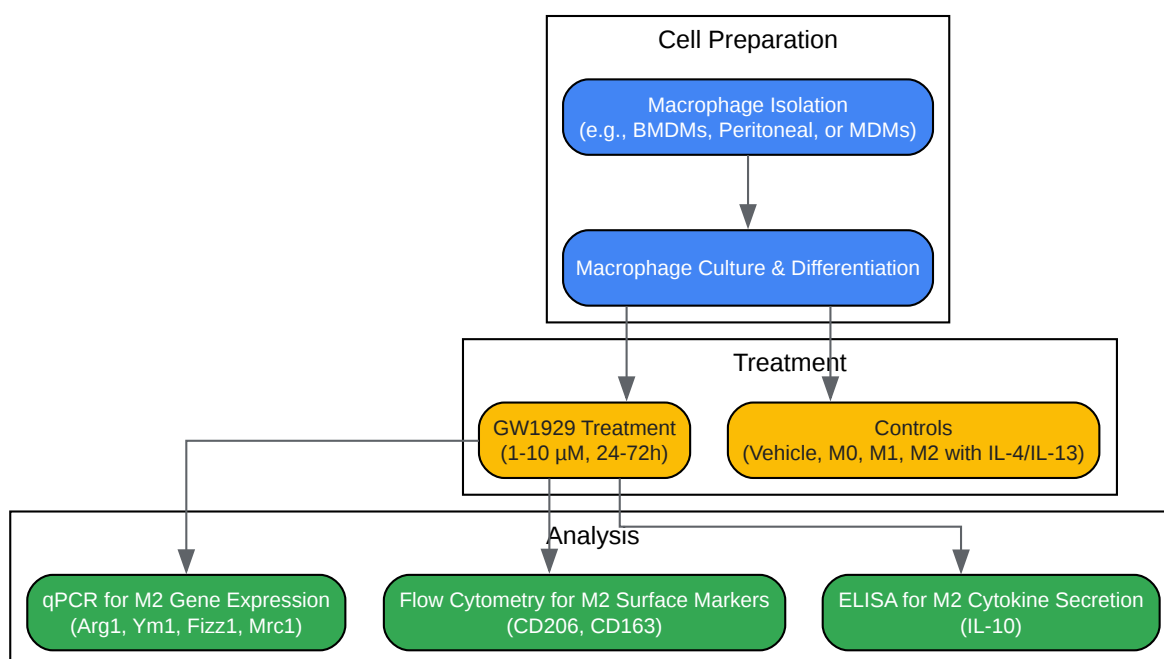 Cell Preparation
Macrophage Isolation
(e.g., BMDMs, Peritoneal, or MDMs)
Macrophage Culture & Differentiation
Treatment
GW1929 Treatment
(1-10 µM, 24-72h)
Controls
(Vehicle, M0, M1, M2 with IL-4/IL-13)
Analysis
qPCR for M2 Gene Expression
(Arg1, Ym1, Fizz1, Mrc1)
Flow Cytometry for M2 Surface Markers
(CD206, CD163)
ELISA for M2 Cytokine Secretion
(IL-10)